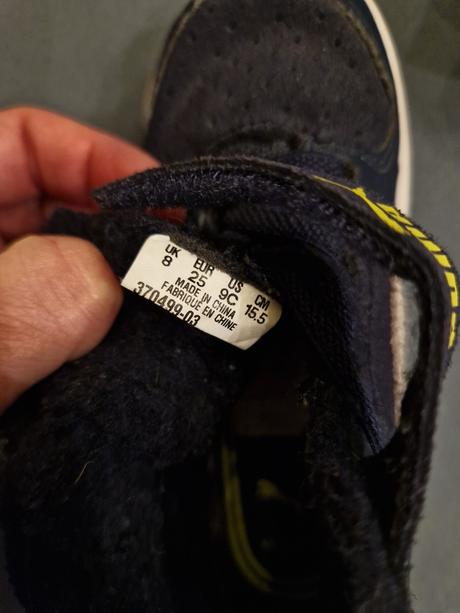 UK EUR US CM
8 25 9C 15.5
MADE IN CHINA
FABRIQUE EN CHINE
370499-03